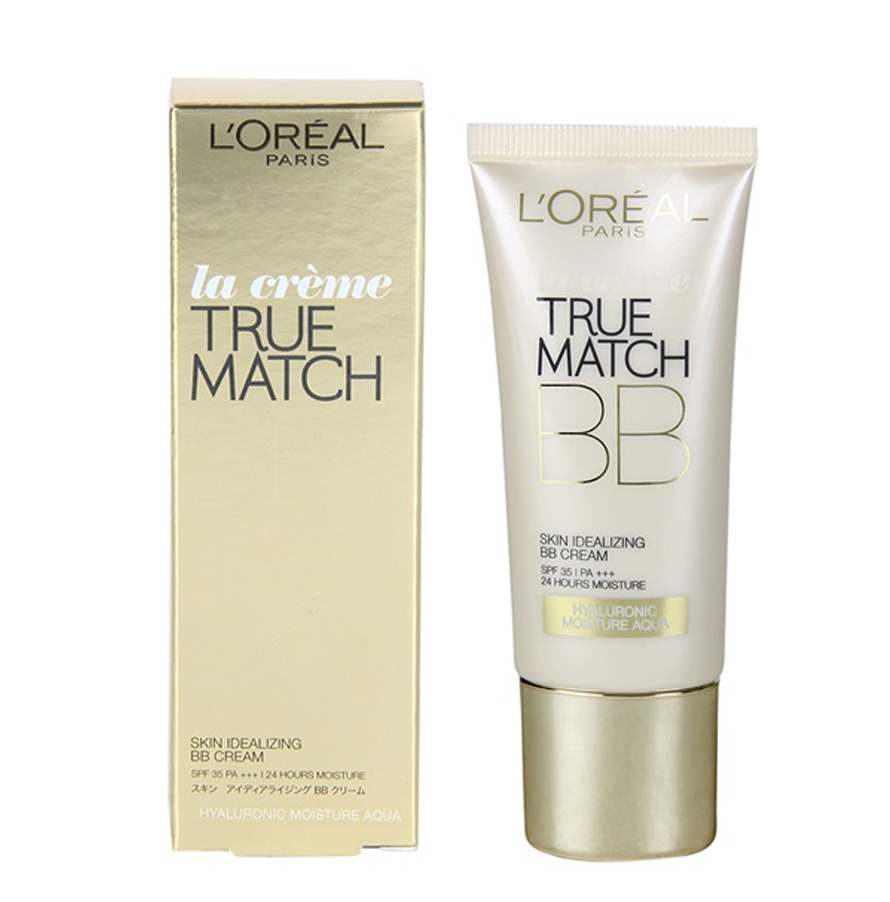 L'ORÉAL
PARiS
la crème
TRUE
MATCH
SKIN IDEALIZING
BB CREAM
SPF 35 PA +++ I 24 HOURS MOISTURE
スキン アイディアライジング BB クリーム
HYALURONIC MOISTURE AQUA
L'ORÉAL
PARiS
la crème
TRUE
MATCH
BB
SKIN IDEALIZING
BB CREAM
SPF 35 I PA +++
24 HOURS MOISTURE
HYALURONIC
MOISTURE AQUA